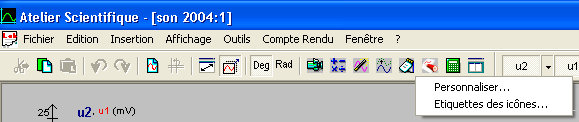 Atelier Scientifique - [son 2004:1]
Fichier Edition Insertion Affichage Outils Compte Rendu Fenêtre ?
Deg Rad u2 u1
Personnaliser...
Etiquettes des icônes...
25 u2, u1 (mV)